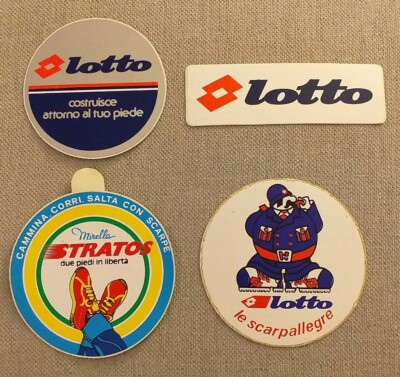 lotto
costruisce
attorno al tuo piede
lotto
CAMMINA. CORRI. SALTA CON SCARPE
Mirella
STRATOS
due piedi in libertà
lotto
le scarpallegre